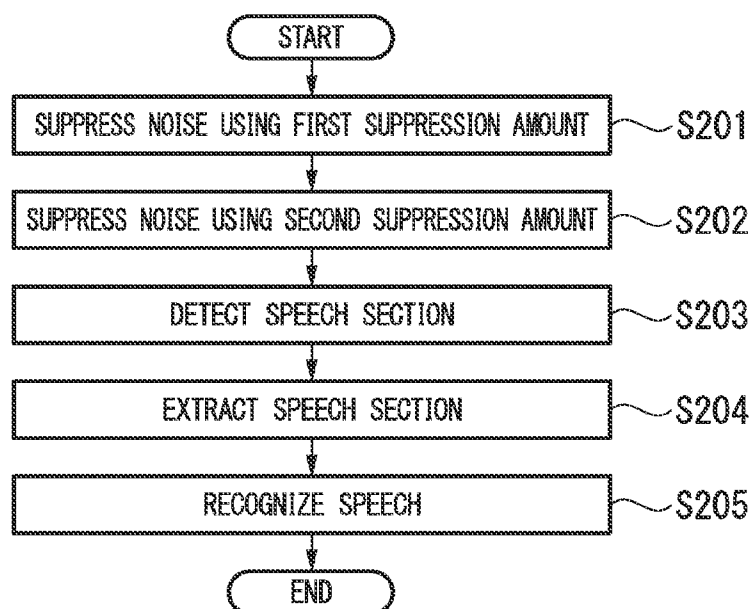 START
SUPPRESS NOISE USING FIRST SUPPRESSION AMOUNT S201
SUPPRESS NOISE USING SECOND SUPPRESSION AMOUNT S202
DETECT SPEECH SECTION S203
EXTRACT SPEECH SECTION S204
RECOGNIZE SPEECH S205
END